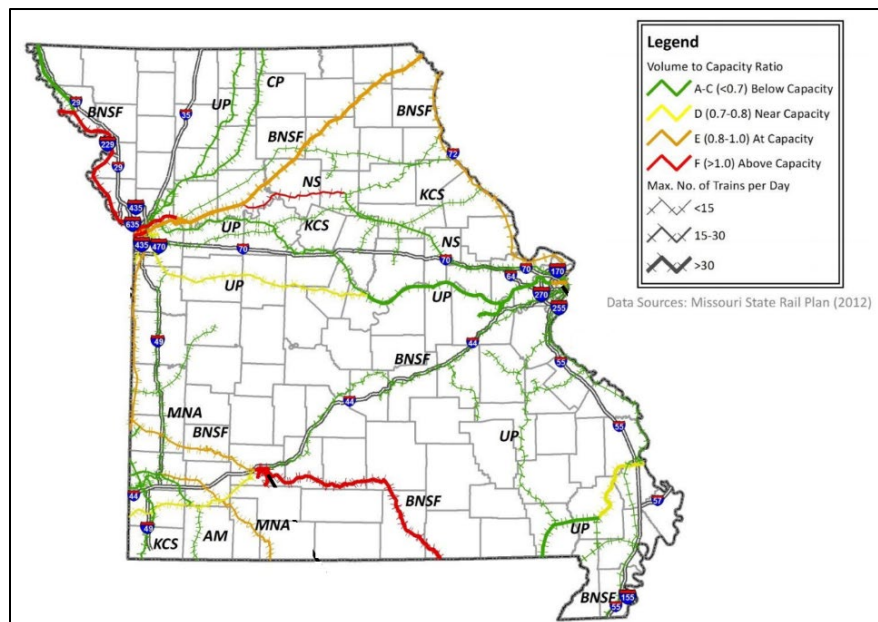 Legend
Volume to Capacity Ratio
A-C (<0.7) Below Capacity
D (0.7-0.8) Near Capacity
E (0.8-1.0) At Capacity
F (>1.0) Above Capacity
Max. No. of Trains per Day
<15
15-30
>30
Data Sources: Missouri State Rail Plan (2012)
CP
BNSF
29
UP
BNSF
35
229
BNSF
29
72
NS
435
KCS
635
UP
KCS
NS
435
470
70
70
70
170
64
UP
UP
270
255
49
44
BNSF
55
44
MNA
BNSF
UP
55
44
BNSF
57
49
KCS
AM
MNA
UP
BNSF
55
155